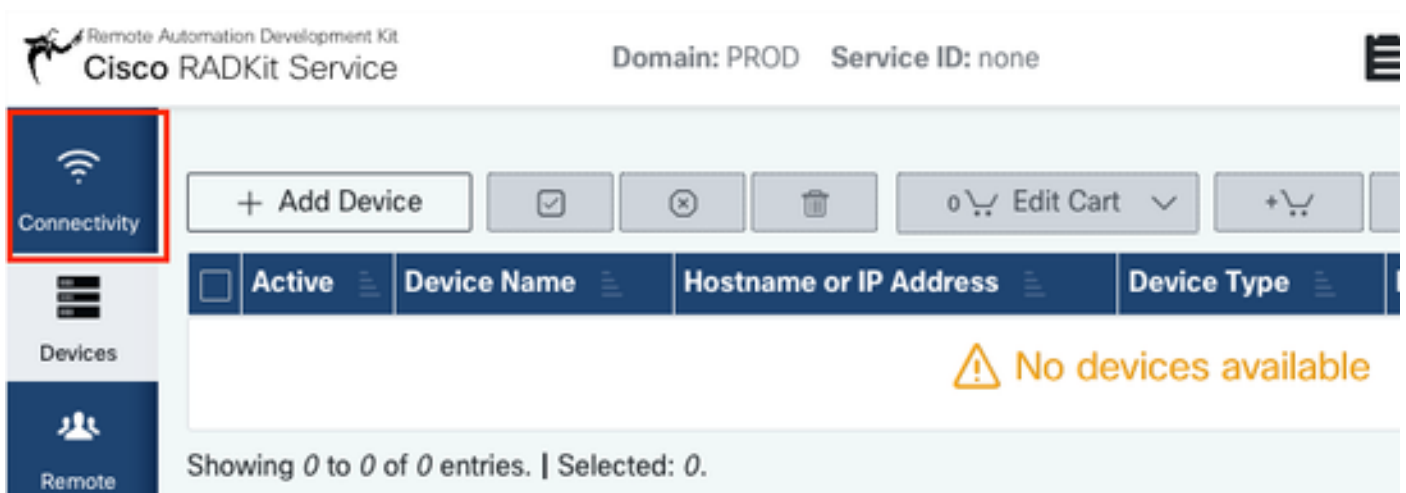 Remote Automation Development Kit
Cisco RADKit Service
Domain: PROD Service ID: none
Connectivity
+ Add Device
0 Edit Cart
+
Active Device Name Hostname or IP Address Device Type
Devices
No devices available
Remote
Showing 0 to 0 of 0 entries. | Selected: 0.